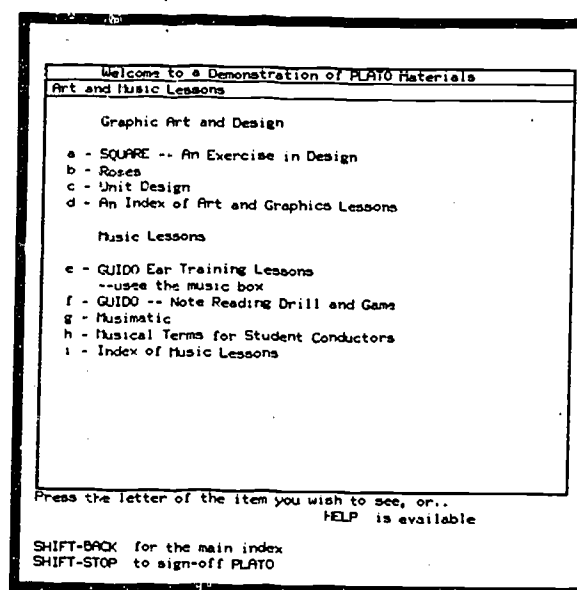 Welcome to a Demonstration of PLATO Materials
Art and Music Lessons
Graphic Art and Design
a - SQUARE -- An Exercise in Design
b - Roses
c - Unit Design
d - An Index of Art and Graphics Lessons
Music Lessons
e - GUIDO Ear Training Lessons
--uses the music box
f - GUIDO -- Note Reading Drill and Game
g - Musimatic
h - Musical Terms for Student Conductors
i - Index of Music Lessons
Press the letter of the item you wish to see, or..
HELP is available
SHIFT-BACK for the main index
SHIFT-STOP to sign-off PLATO